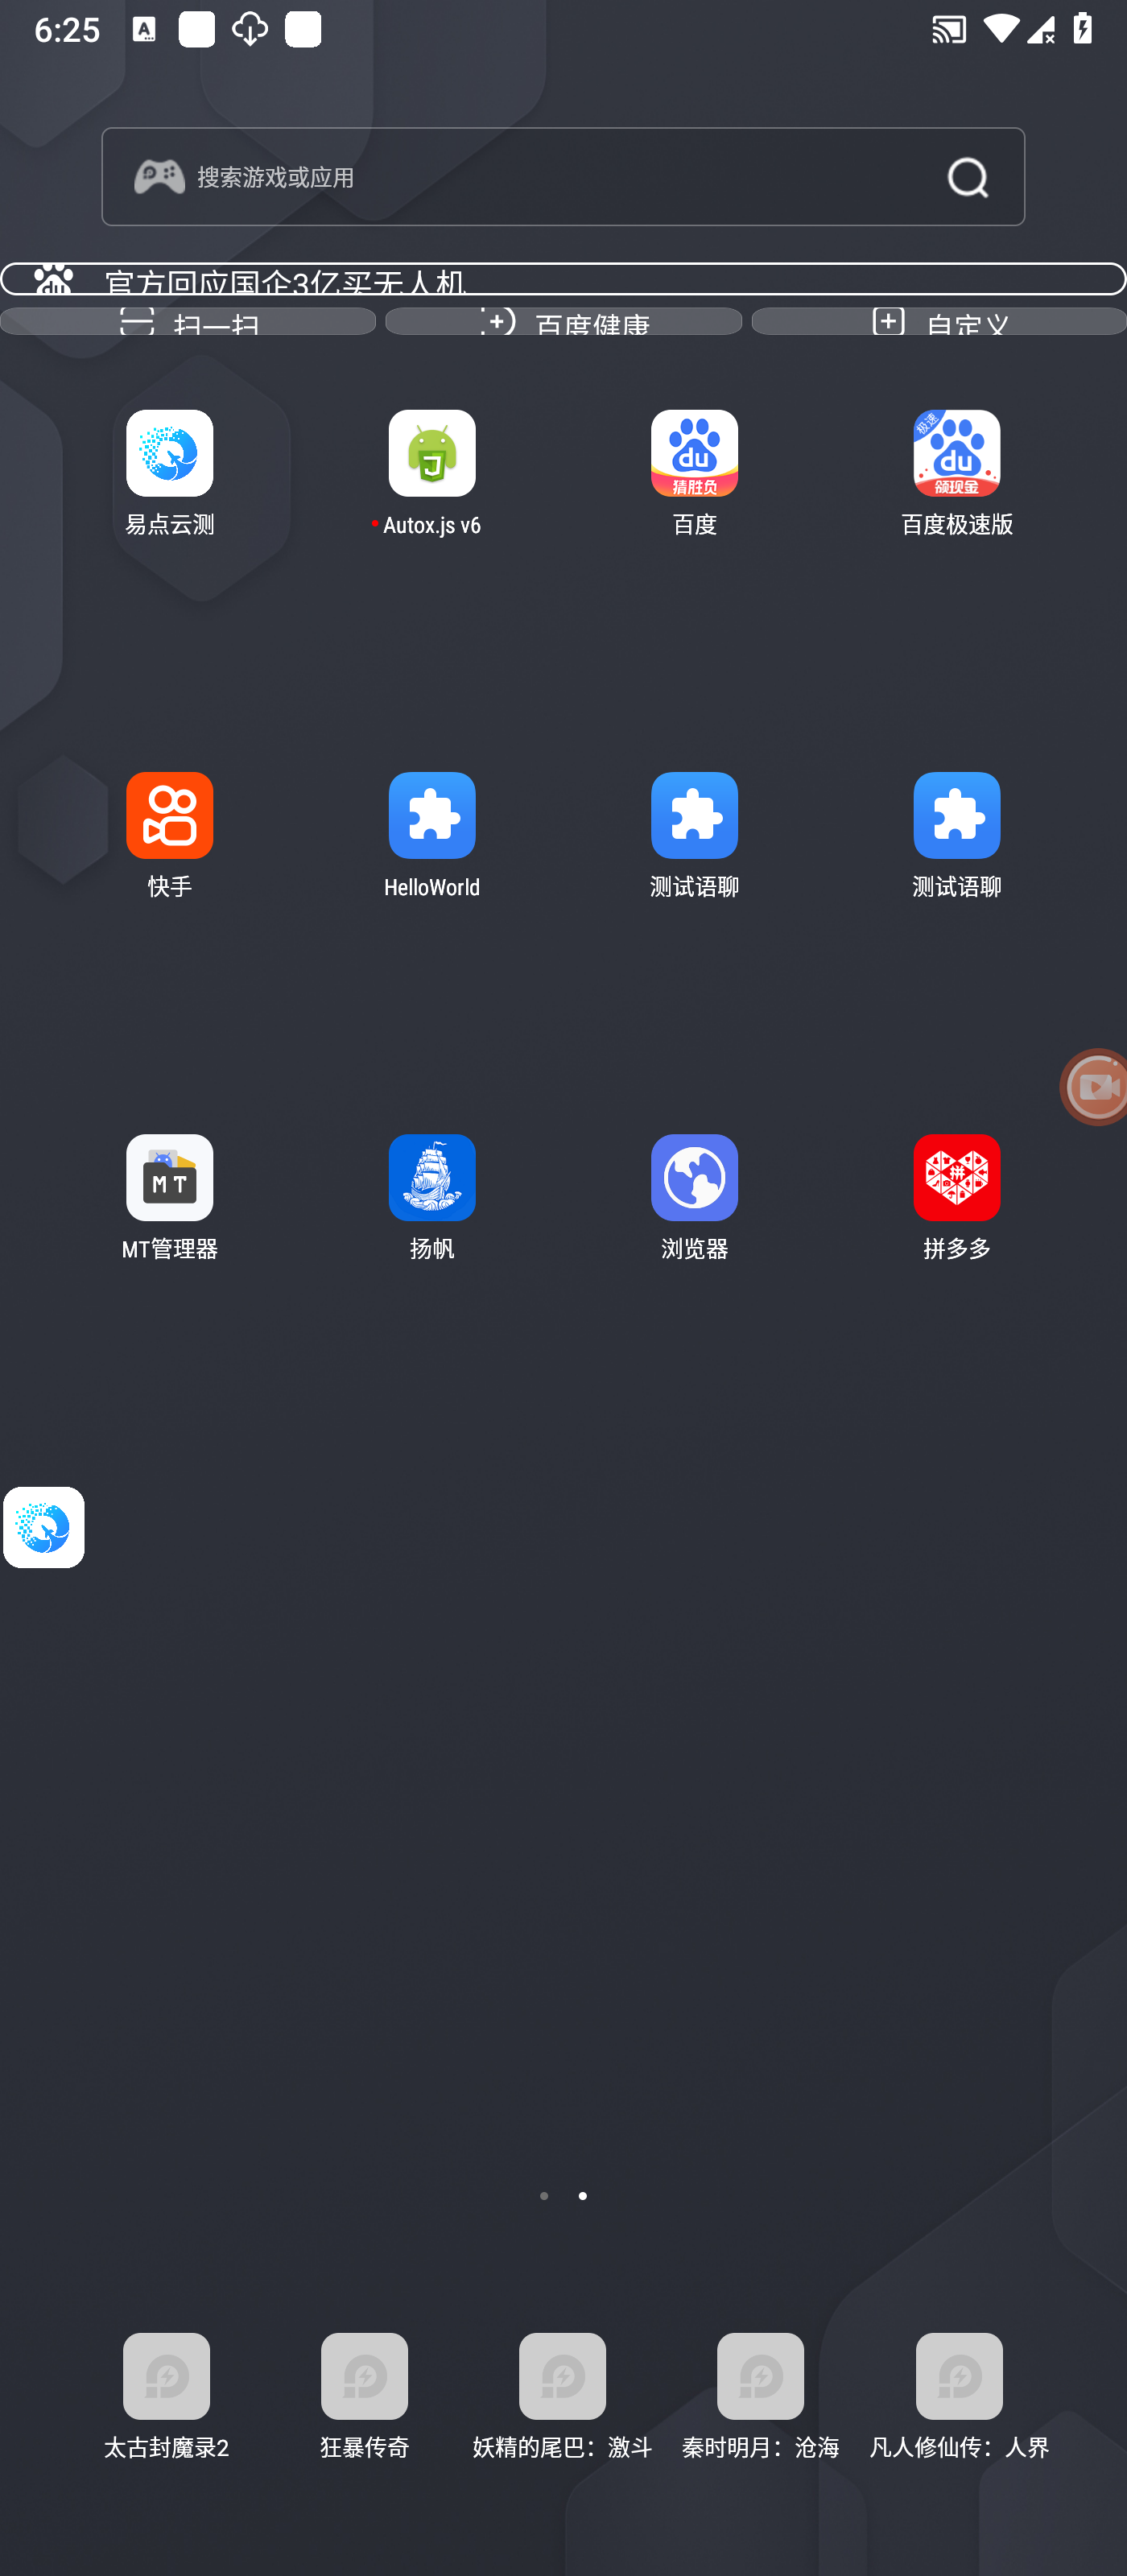 6:25
搜索游戏或应用
官方回应国企3亿买无人机
扫一扫
百度健康
自定义
猜胜负
极速
领现金
易点云测
Autox.js v6
百度
百度极速版
快手
HelloWorld
测试语聊
测试语聊
MT
拼
MT管理器
扬帆
浏览器
拼多多
太古封魔录2
狂暴传奇
妖精的尾巴：激斗
秦时明月：沧海
凡人修仙传：人界